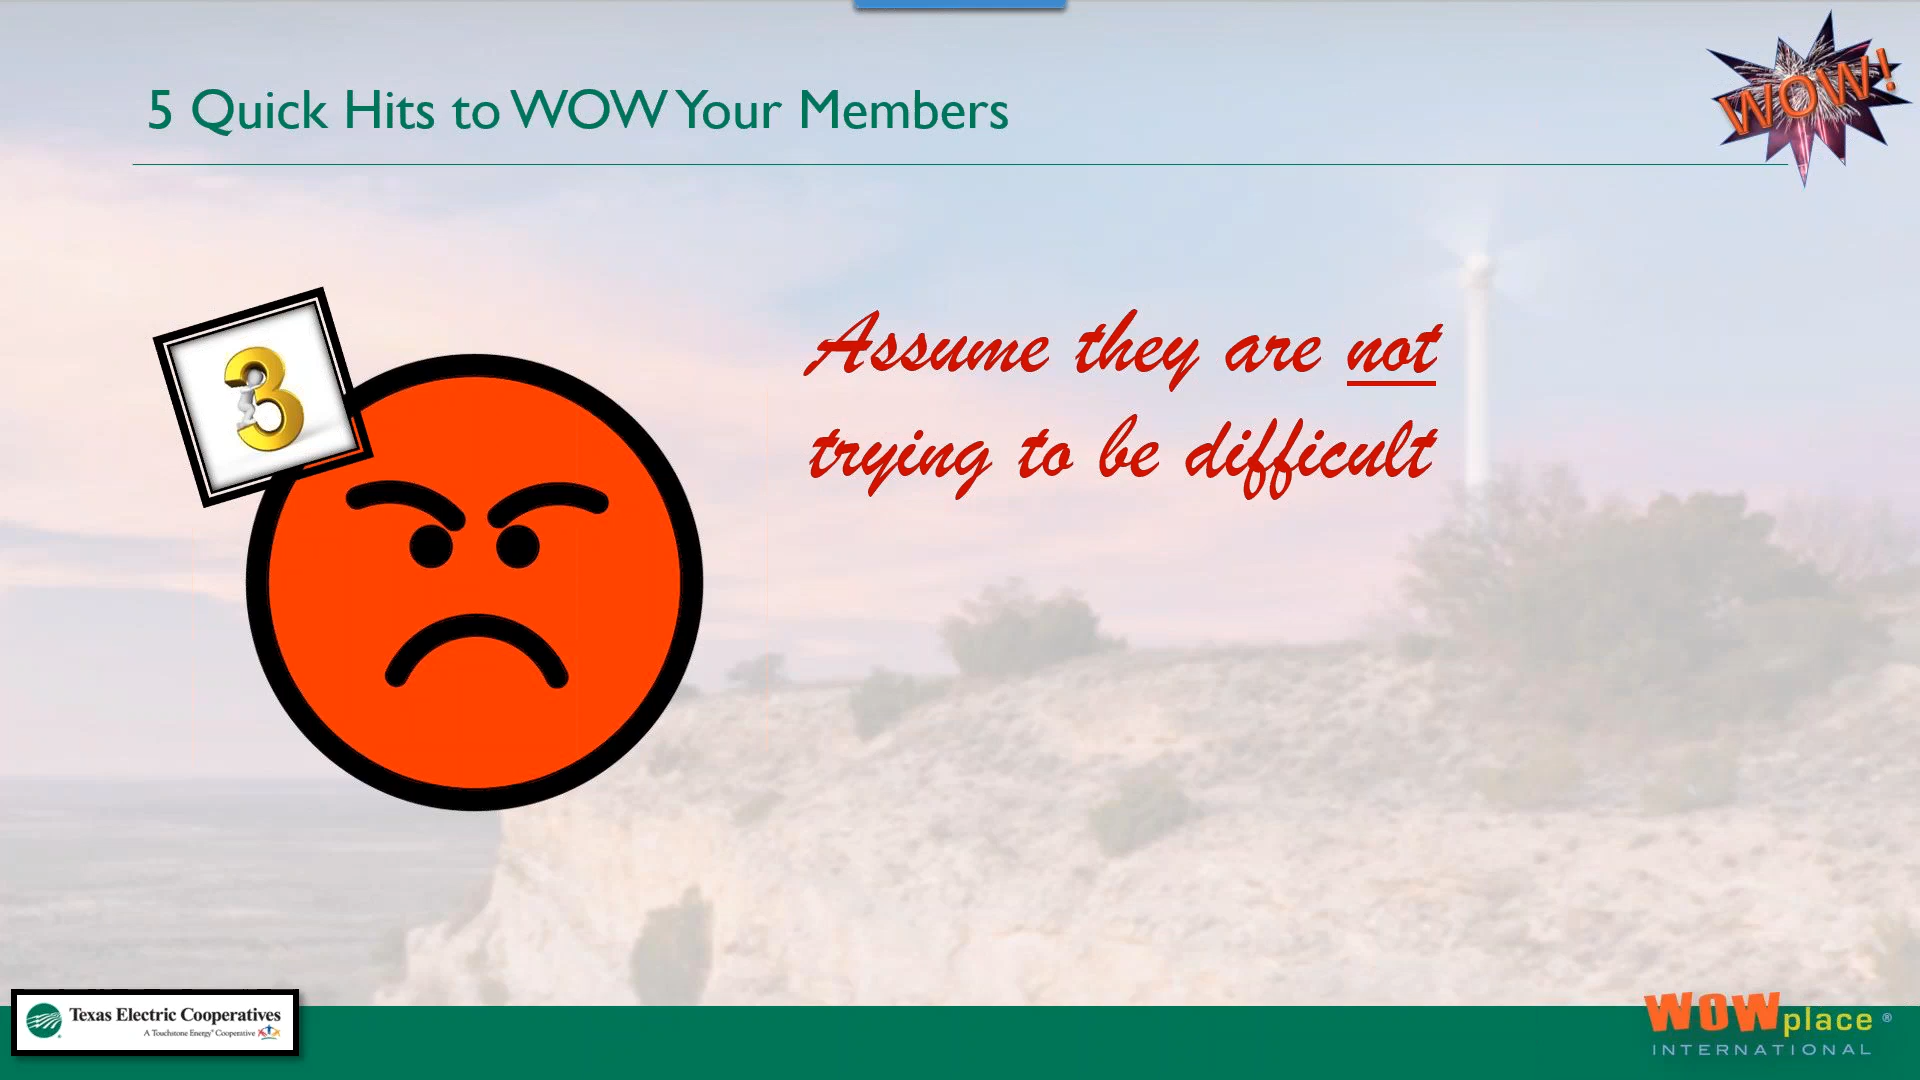 5 Quick Hits to WOW Your Members
WOW!
3
Assume they are not
trying to be difficult
Texas Electric Cooperatives
A Touchstone Energy® Cooperative
WOWplace ®
INTERNATIONAL